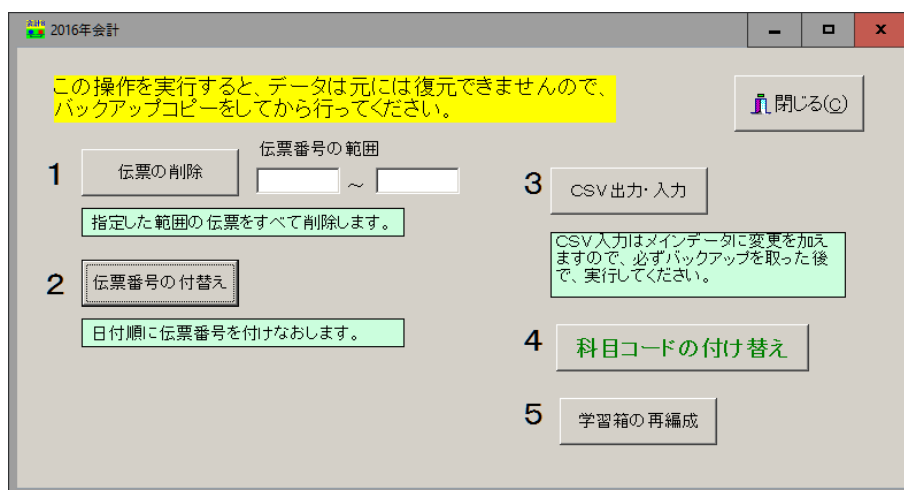 2016年会計
この操作を実行すると、データは元には復元できませんので、
バックアップコピーをしてから行ってください。
閉じる(C)
1
伝票の削除
伝票番号の範囲
～
指定した範囲の伝票をすべて削除します。
2
伝票番号の付替え
日付順に伝票番号を付けなおします。
3
CSV出力・入力
CSV入力はメインデータに変更を加え
ますので、必ずバックアップを取った後
で、実行してください。
4
科目コードの付け替え
5
学習箱の再編成